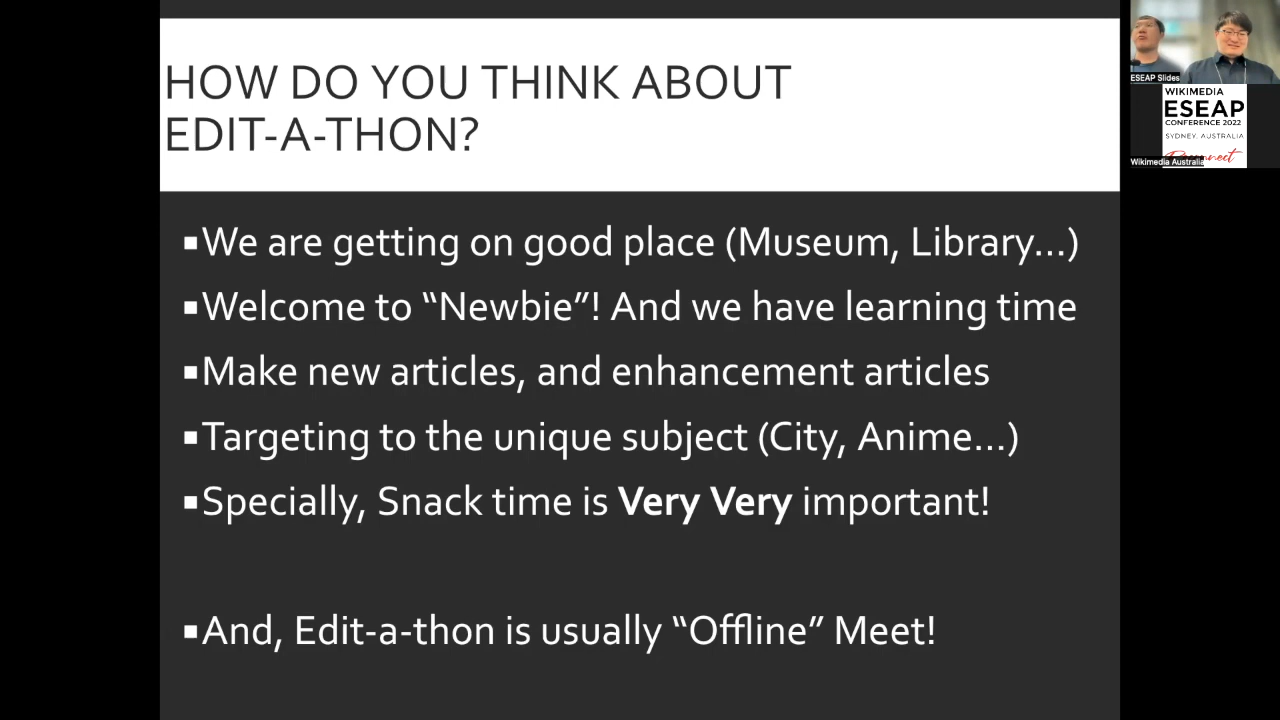 HOW DO YOU THINK ABOUT
EDIT-A-THON?
▪We are getting on good place (Museum, Library...)
▪Welcome to “Newbie”! And we have learning time
▪Make new articles, and enhancement articles
▪Targeting to the unique subject (City, Anime...)
▪Specially, Snack time is Very Very important!
▪And, Edit-a-thon is usually “Offline” Meet!
ESEAP Slides
WIKIMEDIA
ESEAP
CONFERENCE 2022
SYDNEY, AUSTRALIA
Wikimedia Australia